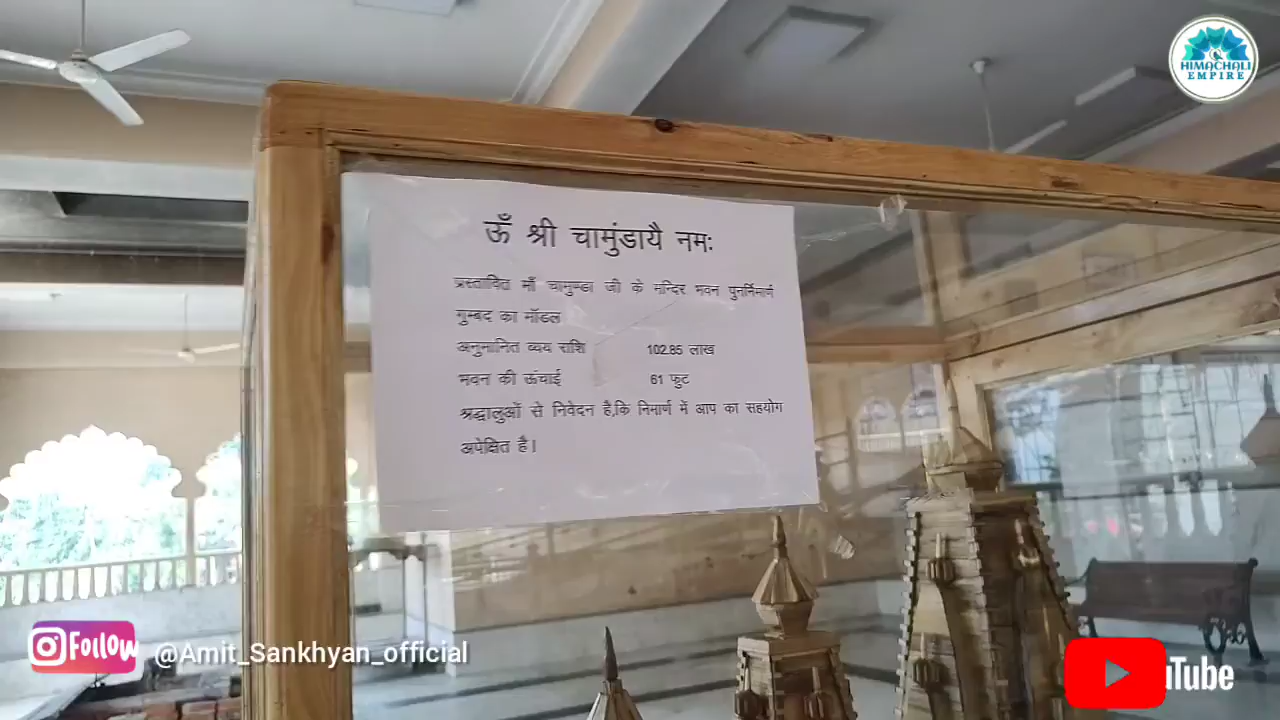 HIMACHALI
EMPIRE
ऊँ श्री चामुंडायै नमः
प्रस्तावित माँ चामुण्डा जी के मन्दिर भवन पुनर्निमार्ण
गुम्बद का मॉडल
अनुमानित व्यय राशि 102.85 लाख
भवन की ऊंचाई 61 फुट
श्रद्धालुओं से निवेदन है,कि निमार्ण में आप का सहयोग
अपेक्षित है।
Follow @Amit_Sankhyan_official
uTube